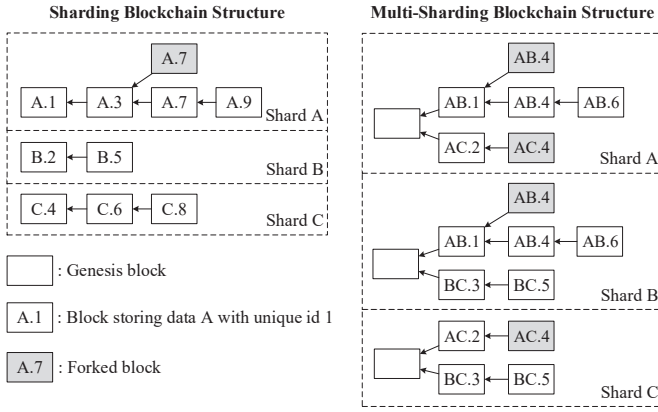 Sharding Blockchain Structure
A.7
A.1 A.3 A.7 A.9
Shard A
B.2 B.5
Shard B
C.4 C.6 C.8
Shard C
: Genesis block
A.1 : Block storing data A with unique id 1
A.7 : Forked block
Multi-Sharding Blockchain Structure
AB.4
AB.1 AB.4 AB.6
AC.2 AC.4
Shard A
AB.4
AB.1 AB.4 AB.6
BC.3 BC.5
Shard B
AC.2 AC.4
BC.3 BC.5
Shard C